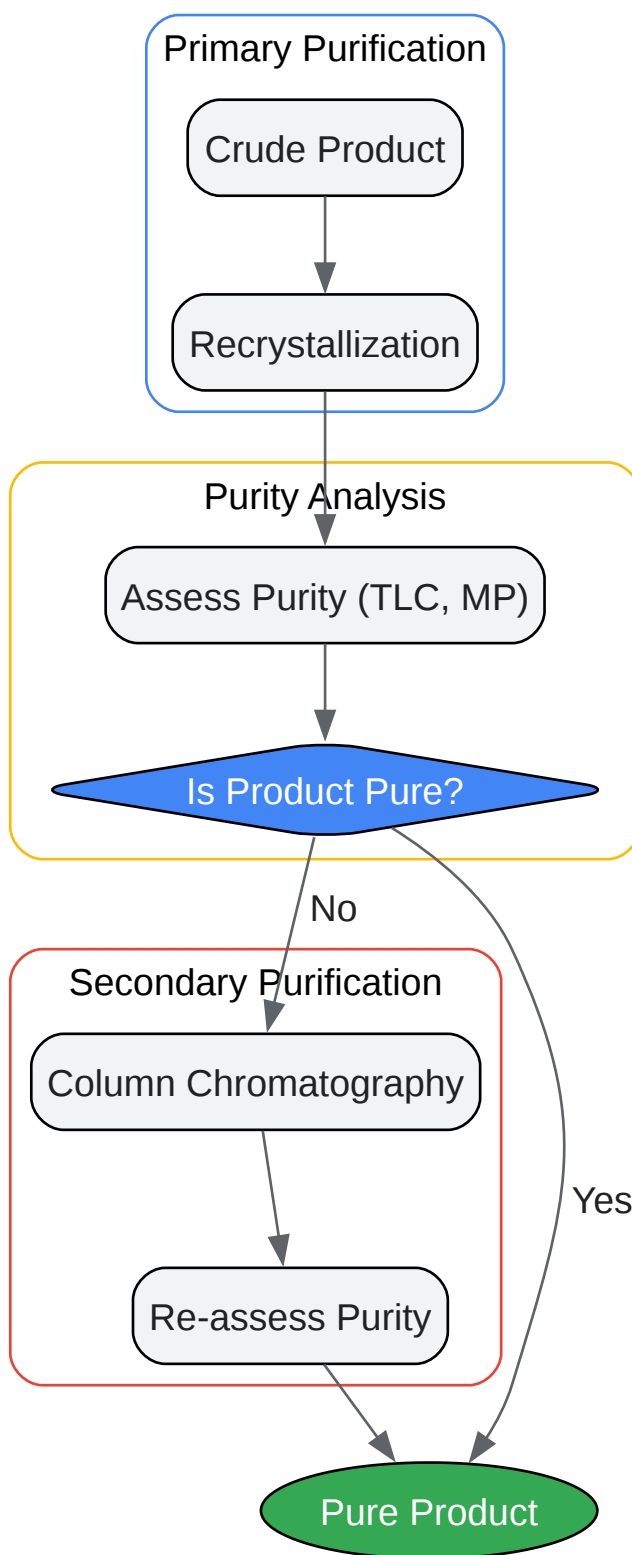 Primary Purification
Crude Product
Recrystallization
Purity Analysis
Assess Purity (TLC, MP)
Is Product Pure?
No
Secondary Purification
Column Chromatography
Yes
Re-assess Purity
Pure Product